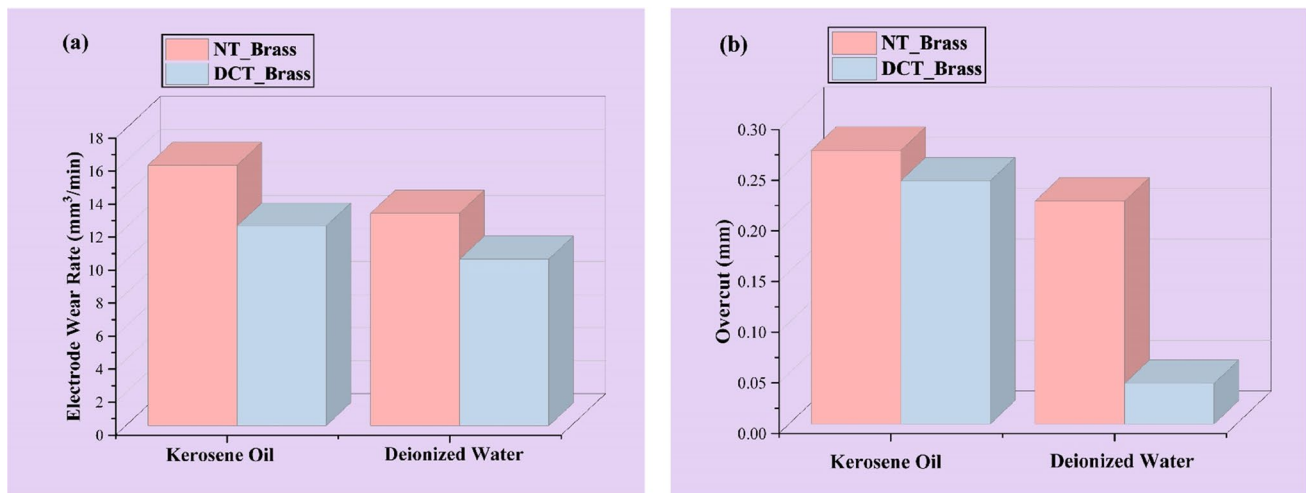 (a)
NT_Brass
DCT_Brass
Electrode Wear Rate (mm³/min)
18
16
14
12
10
8
6
4
2
0
Kerosene Oil
Deionized Water
(b)
NT_Brass
DCT_Brass
Overcut (mm)
0.30
0.25
0.20
0.15
0.10
0.05
0.00
Kerosene Oil
Deionized Water